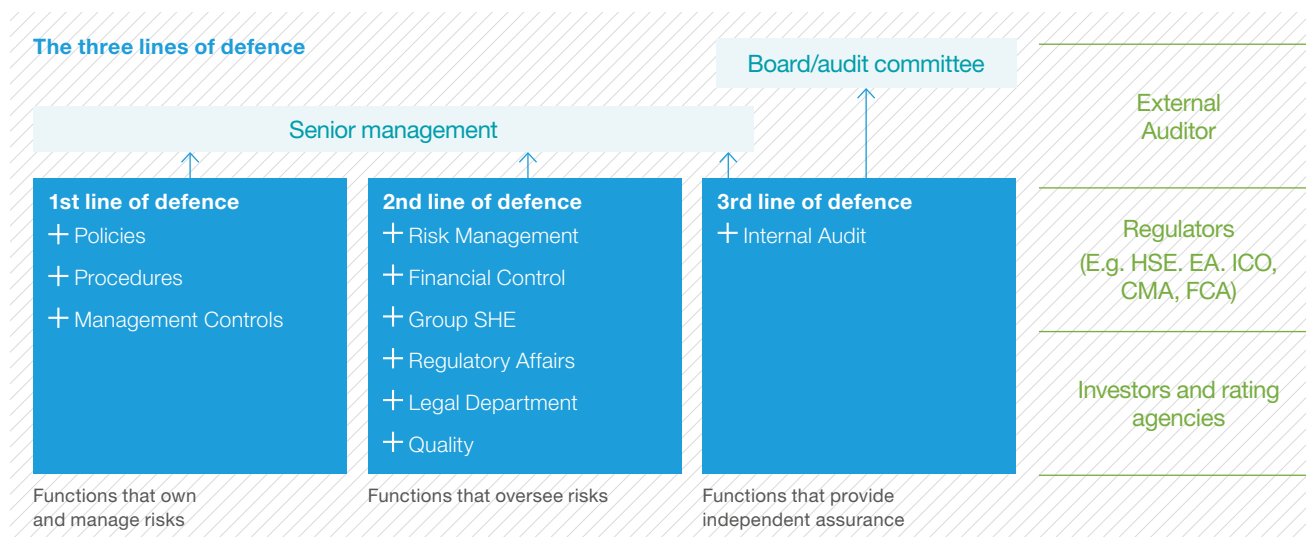 The three lines of defence
Board/audit committee
Senior management
1st line of defence
+ Policies
+ Procedures
+ Management Controls
Functions that own
and manage risks
2nd line of defence
+ Risk Management
+ Financial Control
+ Group SHE
+ Regulatory Affairs
+ Legal Department
+ Quality
Functions that oversee risks
3rd line of defence
+ Internal Audit
Functions that provide
independent assurance
External
Auditor
Regulators
(E.g. HSE. EA. ICO,
CMA, FCA)
Investors and rating
agencies